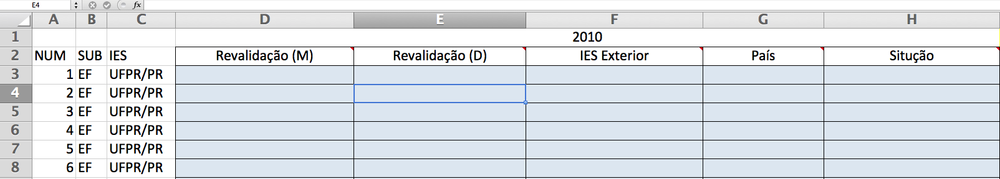 E4 fx
A B C D E F G H
1 2010
2 NUM SUB IES Revalidação (M) Revalidação (D) IES Exterior País Situção
3 1 EF UFPR/PR
4 2 EF UFPR/PR
5 3 EF UFPR/PR
6 4 EF UFPR/PR
7 5 EF UFPR/PR
8 6 EF UFPR/PR